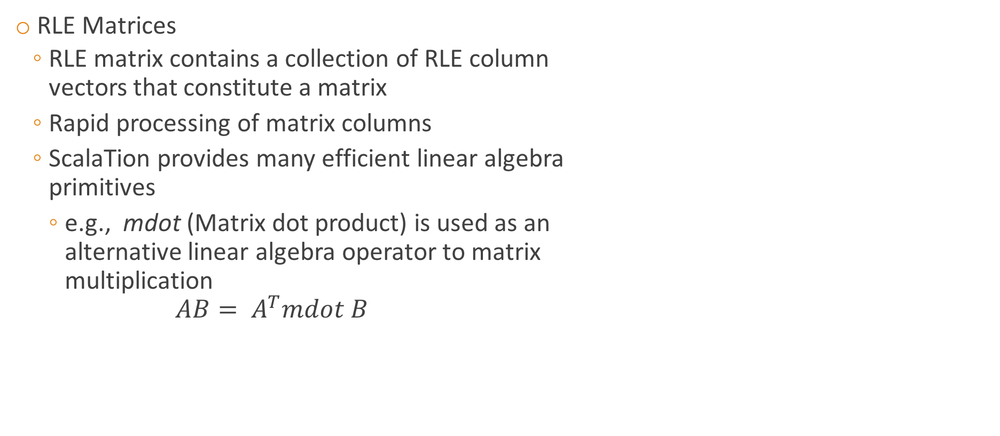 RLE Matrices
RLE matrix contains a collection of RLE column
vectors that constitute a matrix
Rapid processing of matrix columns
ScalaTion provides many efficient linear algebra
primitives
e.g., mdot (Matrix dot product) is used as an
alternative linear algebra operator to matrix
multiplication
AB = Aᵀ mdot B